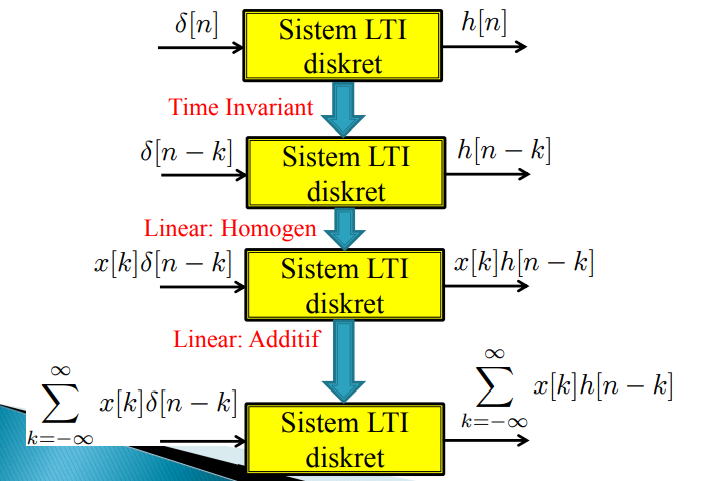 δ[n]
Sistem LTI
diskret
h[n]
Time Invariant
δ[n − k]
Sistem LTI
diskret
h[n − k]
Linear: Homogen
x[k]δ[n − k]
Sistem LTI
diskret
x[k]h[n − k]
Linear: Additif
∞
∑ x[k]δ[n − k]
k=−∞
Sistem LTI
diskret
∞
∑ x[k]h[n − k]
k=−∞